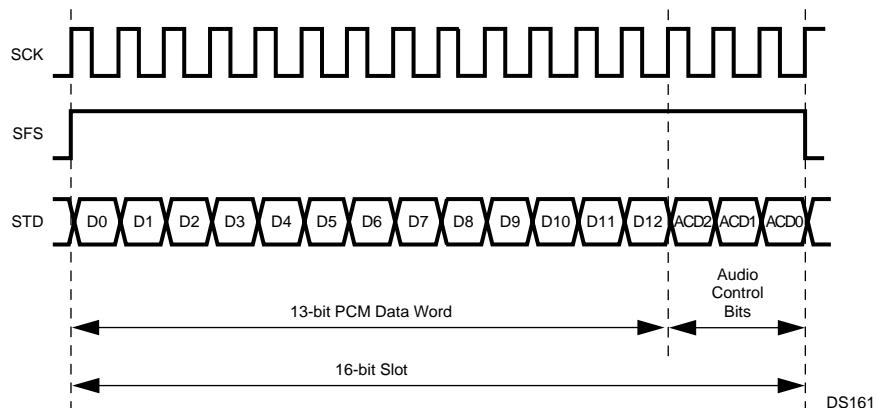 SCK
SFS
STD D0 D1 D2 D3 D4 D5 D6 D7 D8 D9 D10 D11 D12 ACD2 ACD1 ACD0
13-bit PCM Data Word
Audio
Control
Bits
16-bit Slot
DS161